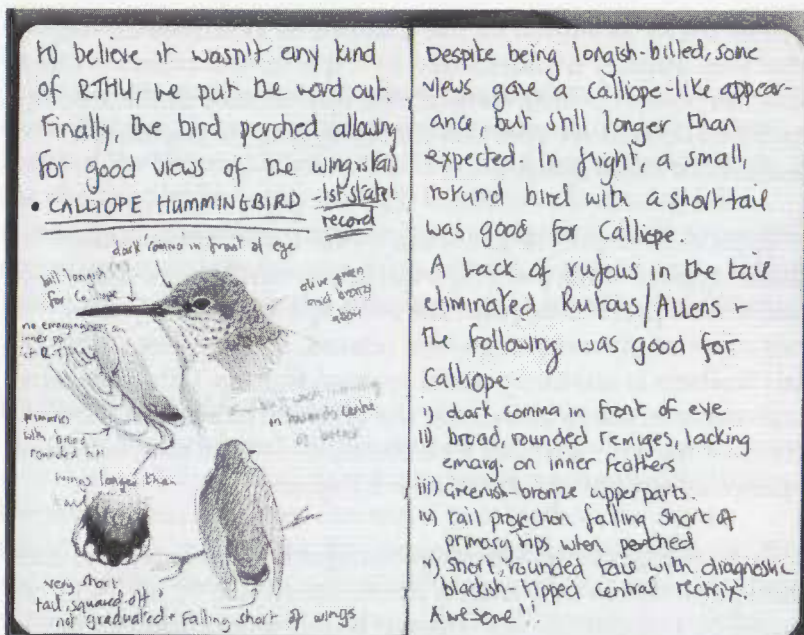 to believe it wasn't any kind
of RTHU, we put the word out.
Finally, the bird perched allowing
for good views of the wings & tail
• CALLIOPE HUMMINGBIRD - 1st state
record
dark 'comma' in front of eye
bill longish
for Calliope
olive green
and bronzy
above
no emargination on
inner
primaries
with broad
rounded
wings longer than
tail
in towards centre
of breast
very short
tail, squared-off +
not graduated + falling short of wings
Despite being longish-billed, some
views gave a Calliope-like appear-
ance, but still longer than
expected. In flight, a small,
rotund bird with a short tail
was good for Calliope.
A lack of rufous in the tail
eliminated Rufous/Allens +
the following was good for
Calliope -
i) dark comma in front of eye
ii) broad, rounded remiges, lacking
emarg. on inner feathers
iii) Greenish-bronze upperparts.
iv) tail projection falling short of
primary tips when perched
v) Short, rounded tail with diagnostic
blackish-tipped central rectrix.
Awesome!!